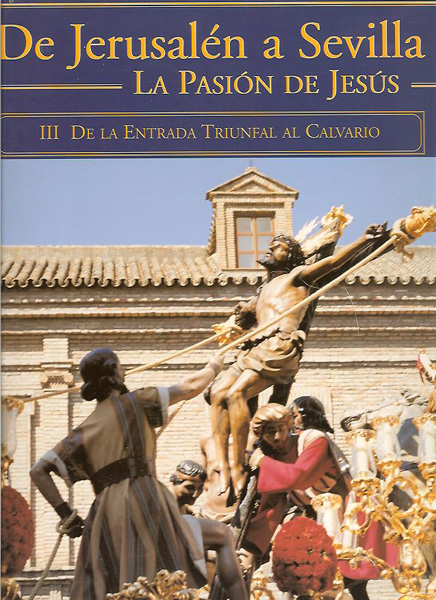 De Jerusalén a Sevilla
LA PASIÓN DE JESÚS
III DE LA ENTRADA TRIUNFAL AL CALVARIO